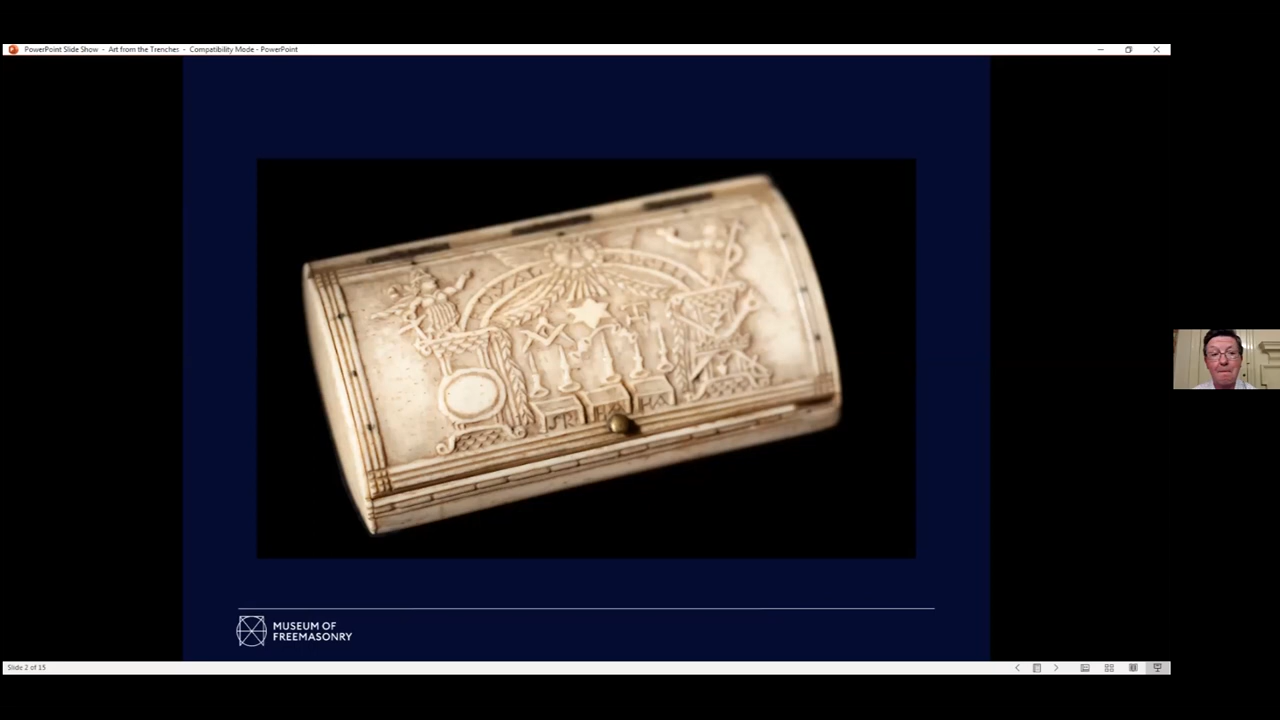 PowerPoint Slide Show - Art from the Trenches - Compatibility Mode - PowerPoint
MUSEUM OF
FREEMASONRY
Slide 2 of 15